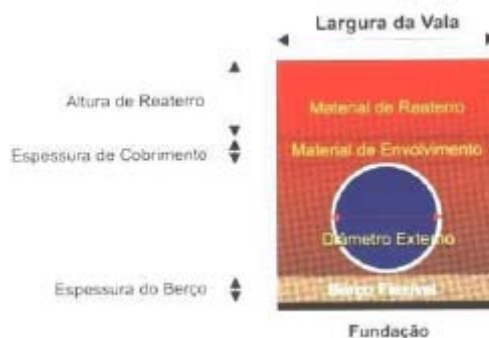 Largura da Vala
Altura de Reaterro
Material de Reaterro
Espessura de Cobrimento
Material de Envolvimento
Diâmetro Externo
Espessura do Berço
Berço Flexível
Fundação